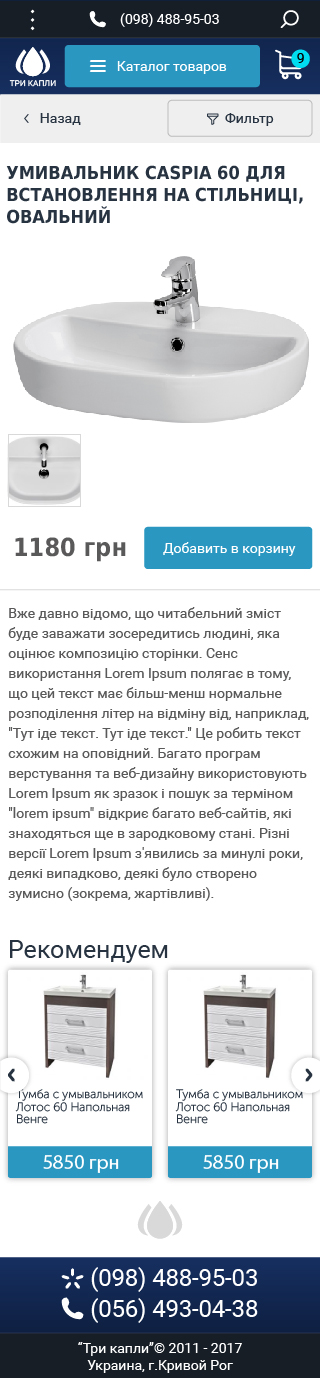 (098) 488-95-03
ТРИ КАПЛИ
Каталог товаров
9
Назад
Фильтр
УМИВАЛЬНИК CASPIA 60 ДЛЯ
ВСТАНОВЛЕННЯ НА СТІЛЬНИЦІ,
ОВАЛЬНИЙ
1180 грн
Добавить в корзину
Вже давно відомо, що читабельний зміст
буде заважати зосередитись людині, яка
оцінює композицію сторінки. Сенс
використання Lorem Ipsum полягає в тому,
що цей текст має більш-менш нормальне
розподілення літер на відміну від, наприклад,
"Тут іде текст. Тут іде текст." Це робить текст
схожим на оповідний. Багато програм
верстування та веб-дизайну використовують
Lorem Ipsum як зразок і пошук за терміном
"lorem ipsum" відкриє багато веб-сайтів, які
знаходяться ще в зародковому стані. Різні
версії Lorem Ipsum з'явились за минулі роки,
деякі випадково, деякі було створено
зумисно (зокрема, жартівливі).
Рекомендуем
Тумба с умывальником
Лотос 60 Напольная
Венге
5850 грн
Тумба с умывальником
Лотос 60 Напольная
Венге
5850 грн
(098) 488-95-03
(056) 493-04-38
“Три капли”© 2011 - 2017
Украина, г.Кривой Рог